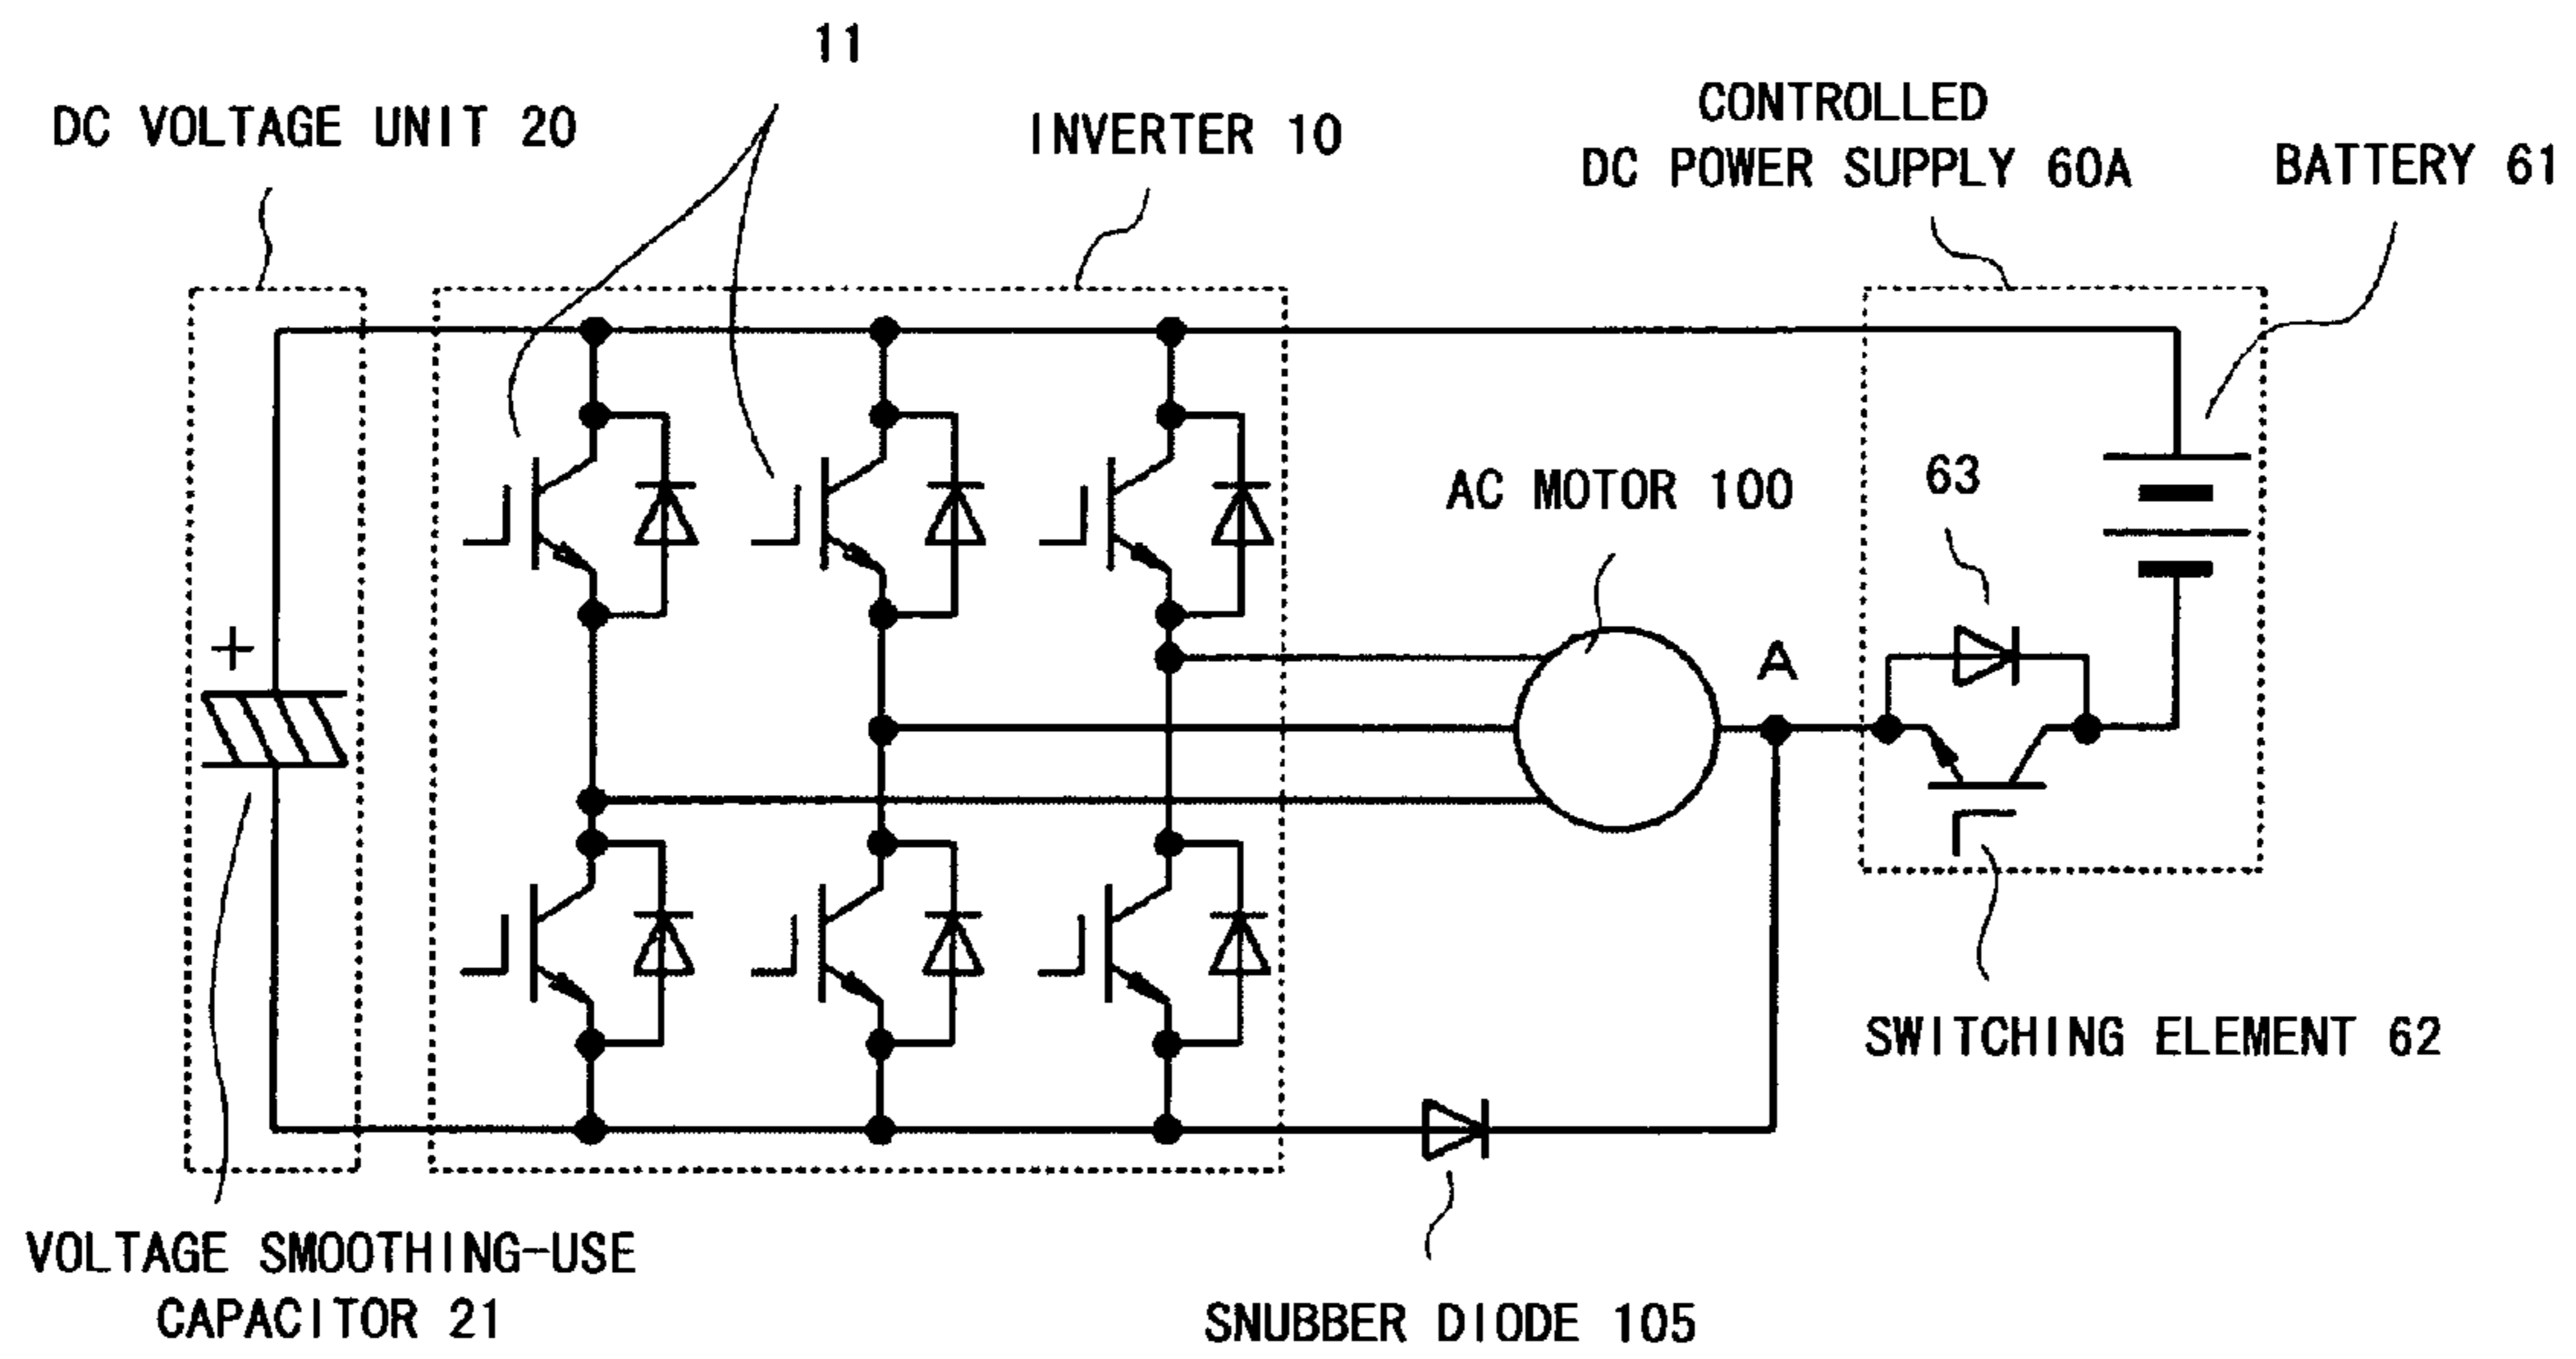 11
DC VOLTAGE UNIT 20
INVERTER 10
CONTROLLED
DC POWER SUPPLY 60A
BATTERY 61
AC MOTOR 100
63
+
A
SWITCHING ELEMENT 62
VOLTAGE SMOOTHING-USE
CAPACITOR 21
SNUBBER DIODE 105